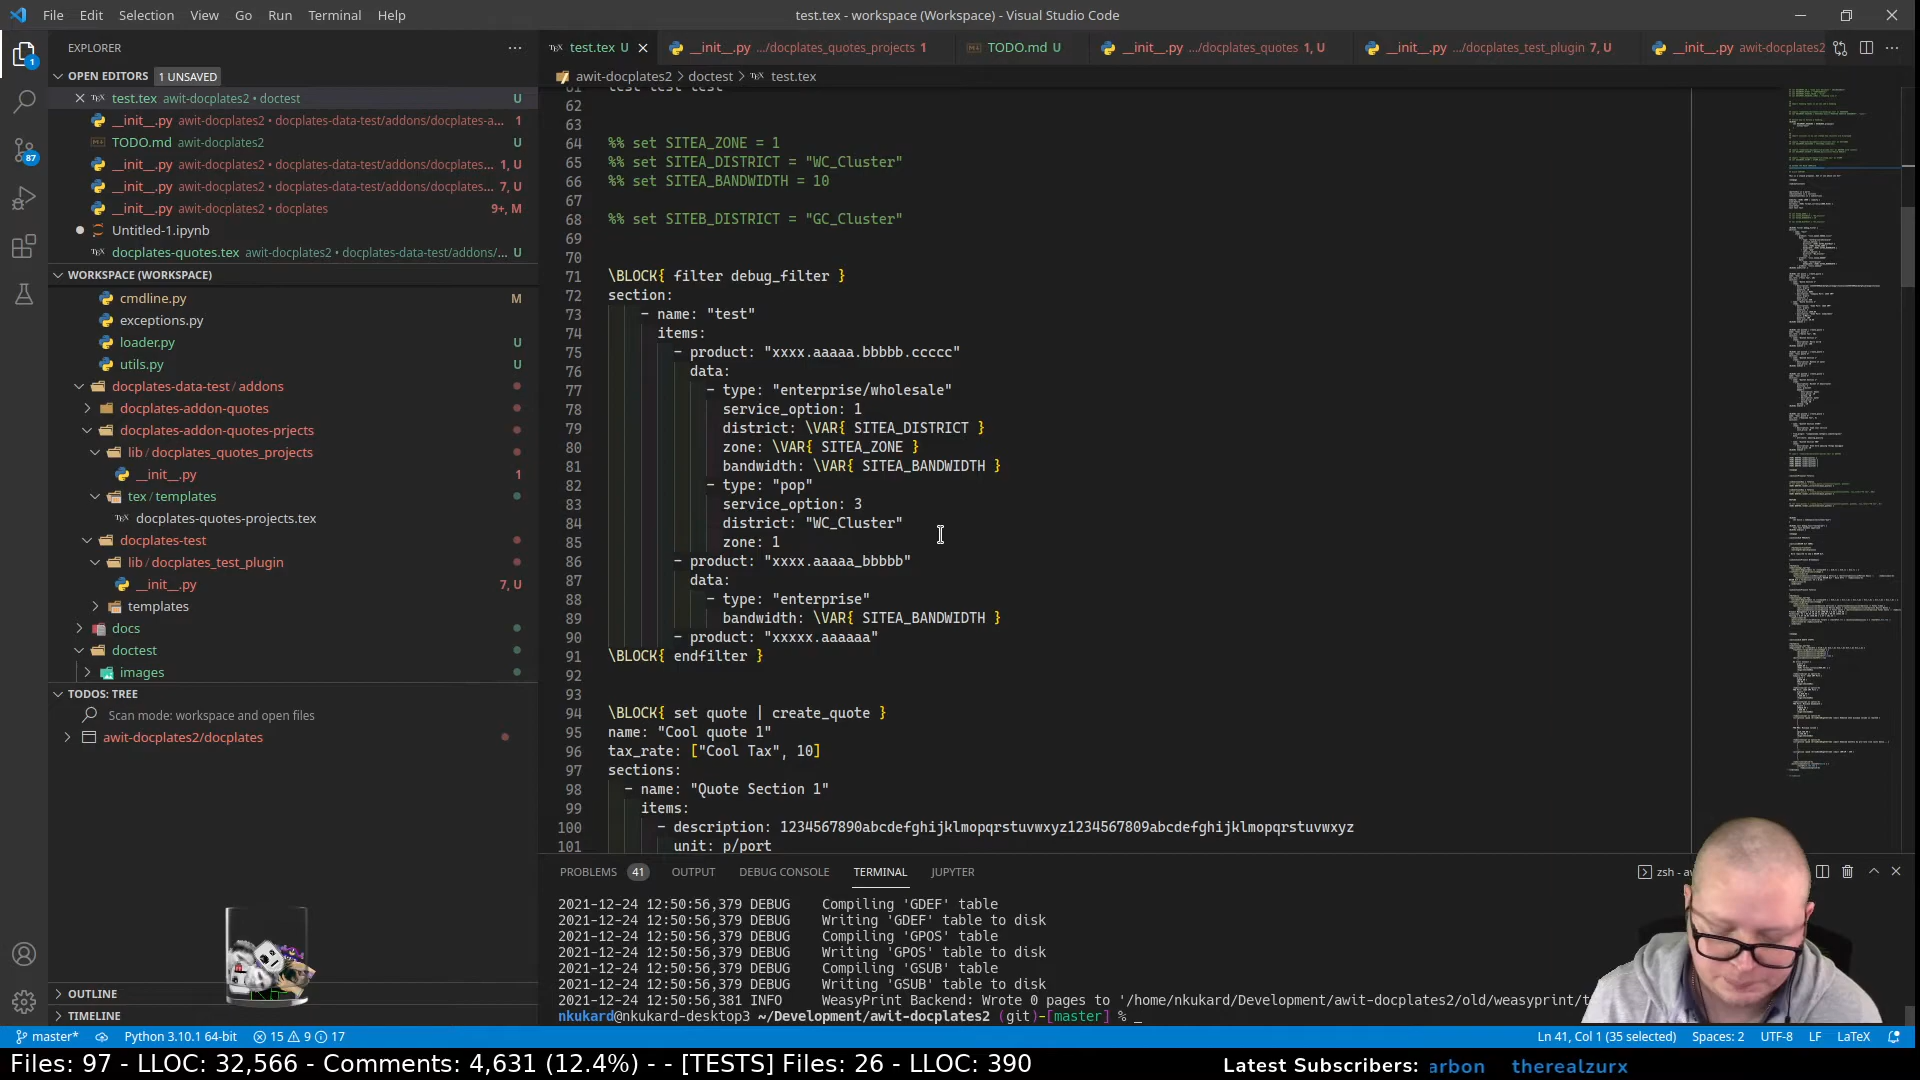 File Edit Selection View Go Run Terminal Help
test.tex - workspace (Workspace) - Visual Studio Code
EXPLORER
OPEN EDITORS 1 UNSAVED
test.tex awit-docplates2 • doctest U
__init__.py awit-docplates2 • docplates-data-test/addons/docplates-a... 1
TODO.md awit-docplates2 U
__init__.py awit-docplates2 • docplates-data-test/addons/docplates... 1, U
__init__.py awit-docplates2 • docplates-data-test/addons/docplates... 7, U
__init__.py awit-docplates2 • docplates 9+, M
Untitled-1.ipynb
docplates-quotes.tex awit-docplates2 • docplates-data-test/addons/... U
WORKSPACE (WORKSPACE)
cmdline.py M
exceptions.py
loader.py U
utils.py U
docplates-data-test / addons
docplates-addon-quotes
docplates-addon-quotes-prjects
lib / docplates_quotes_projects
__init__.py 1
tex / templates
docplates-quotes-projects.tex
docplates-test
lib / docplates_test_plugin
__init__.py 7, U
templates
docs
doctest
images
TODOS: TREE
Scan mode: workspace and open files
awit-docplates2/docplates
OUTLINE
TIMELINE
1
87
test.tex U
__init__.py .../docplates_quotes_projects 1
TODO.md U
__init__.py .../docplates_quotes 1, U
__init__.py .../docplates_test_plugin 7, U
__init__.py awit-docplates2
awit-docplates2 > doctest > test.tex
61 test test test
62
63
64 %% set SITEA_ZONE = 1
65 %% set SITEA_DISTRICT = "WC_Cluster"
66 %% set SITEA_BANDWIDTH = 10
67
68 %% set SITEB_DISTRICT = "GC_Cluster"
69
70
71 \BLOCK{ filter debug_filter }
72 section:
73 - name: "test"
74 items:
75 - product: "xxxx.aaaaa.bbbbb.ccccc"
76 data:
77 - type: "enterprise/wholesale"
78 service_option: 1
79 district: \VAR{ SITEA_DISTRICT }
80 zone: \VAR{ SITEA_ZONE }
81 bandwidth: \VAR{ SITEA_BANDWIDTH }
82 - type: "pop"
83 service_option: 3
84 district: "WC_Cluster"
85 zone: 1
86 - product: "xxxx.aaaaa_bbbbb"
87 data:
88 - type: "enterprise"
89 bandwidth: \VAR{ SITEA_BANDWIDTH }
90 - product: "xxxxx.aaaaaa"
91 \BLOCK{ endfilter }
92
93
94 \BLOCK{ set quote | create_quote }
95 name: "Cool quote 1"
96 tax_rate: ["Cool Tax", 10]
97 sections:
98 - name: "Quote Section 1"
99 items:
100 - description: 1234567890abcdefghijklmopqrstuvwxyz1234567809abcdefghijklmopqrstuvwxyz
101 unit: p/port
PROBLEMS 41 OUTPUT DEBUG CONSOLE TERMINAL JUPYTER
zsh - aw
2021-12-24 12:50:56,379 DEBUG Compiling 'GDEF' table
2021-12-24 12:50:56,379 DEBUG Writing 'GDEF' table to disk
2021-12-24 12:50:56,379 DEBUG Compiling 'GPOS' table
2021-12-24 12:50:56,379 DEBUG Writing 'GPOS' table to disk
2021-12-24 12:50:56,379 DEBUG Compiling 'GSUB' table
2021-12-24 12:50:56,379 DEBUG Writing 'GSUB' table to disk
2021-12-24 12:50:56,381 INFO WeasyPrint Backend: Wrote 0 pages to '/home/nkukard/Development/awit-docplates2/old/weasyprint/t
nkukard@nkukard-desktop3 ~/Development/awit-docplates2 (git)-[master] % _
master* Python 3.10.1 64-bit 15 9 17
Ln 41, Col 1 (35 selected) Spaces: 2 UTF-8 LF LaTeX
Files: 97 - LLOC: 32,566 - Comments: 4,631 (12.4%) - - [TESTS] Files: 26 - LLOC: 390
Latest Subscribers: arbon therealzurx